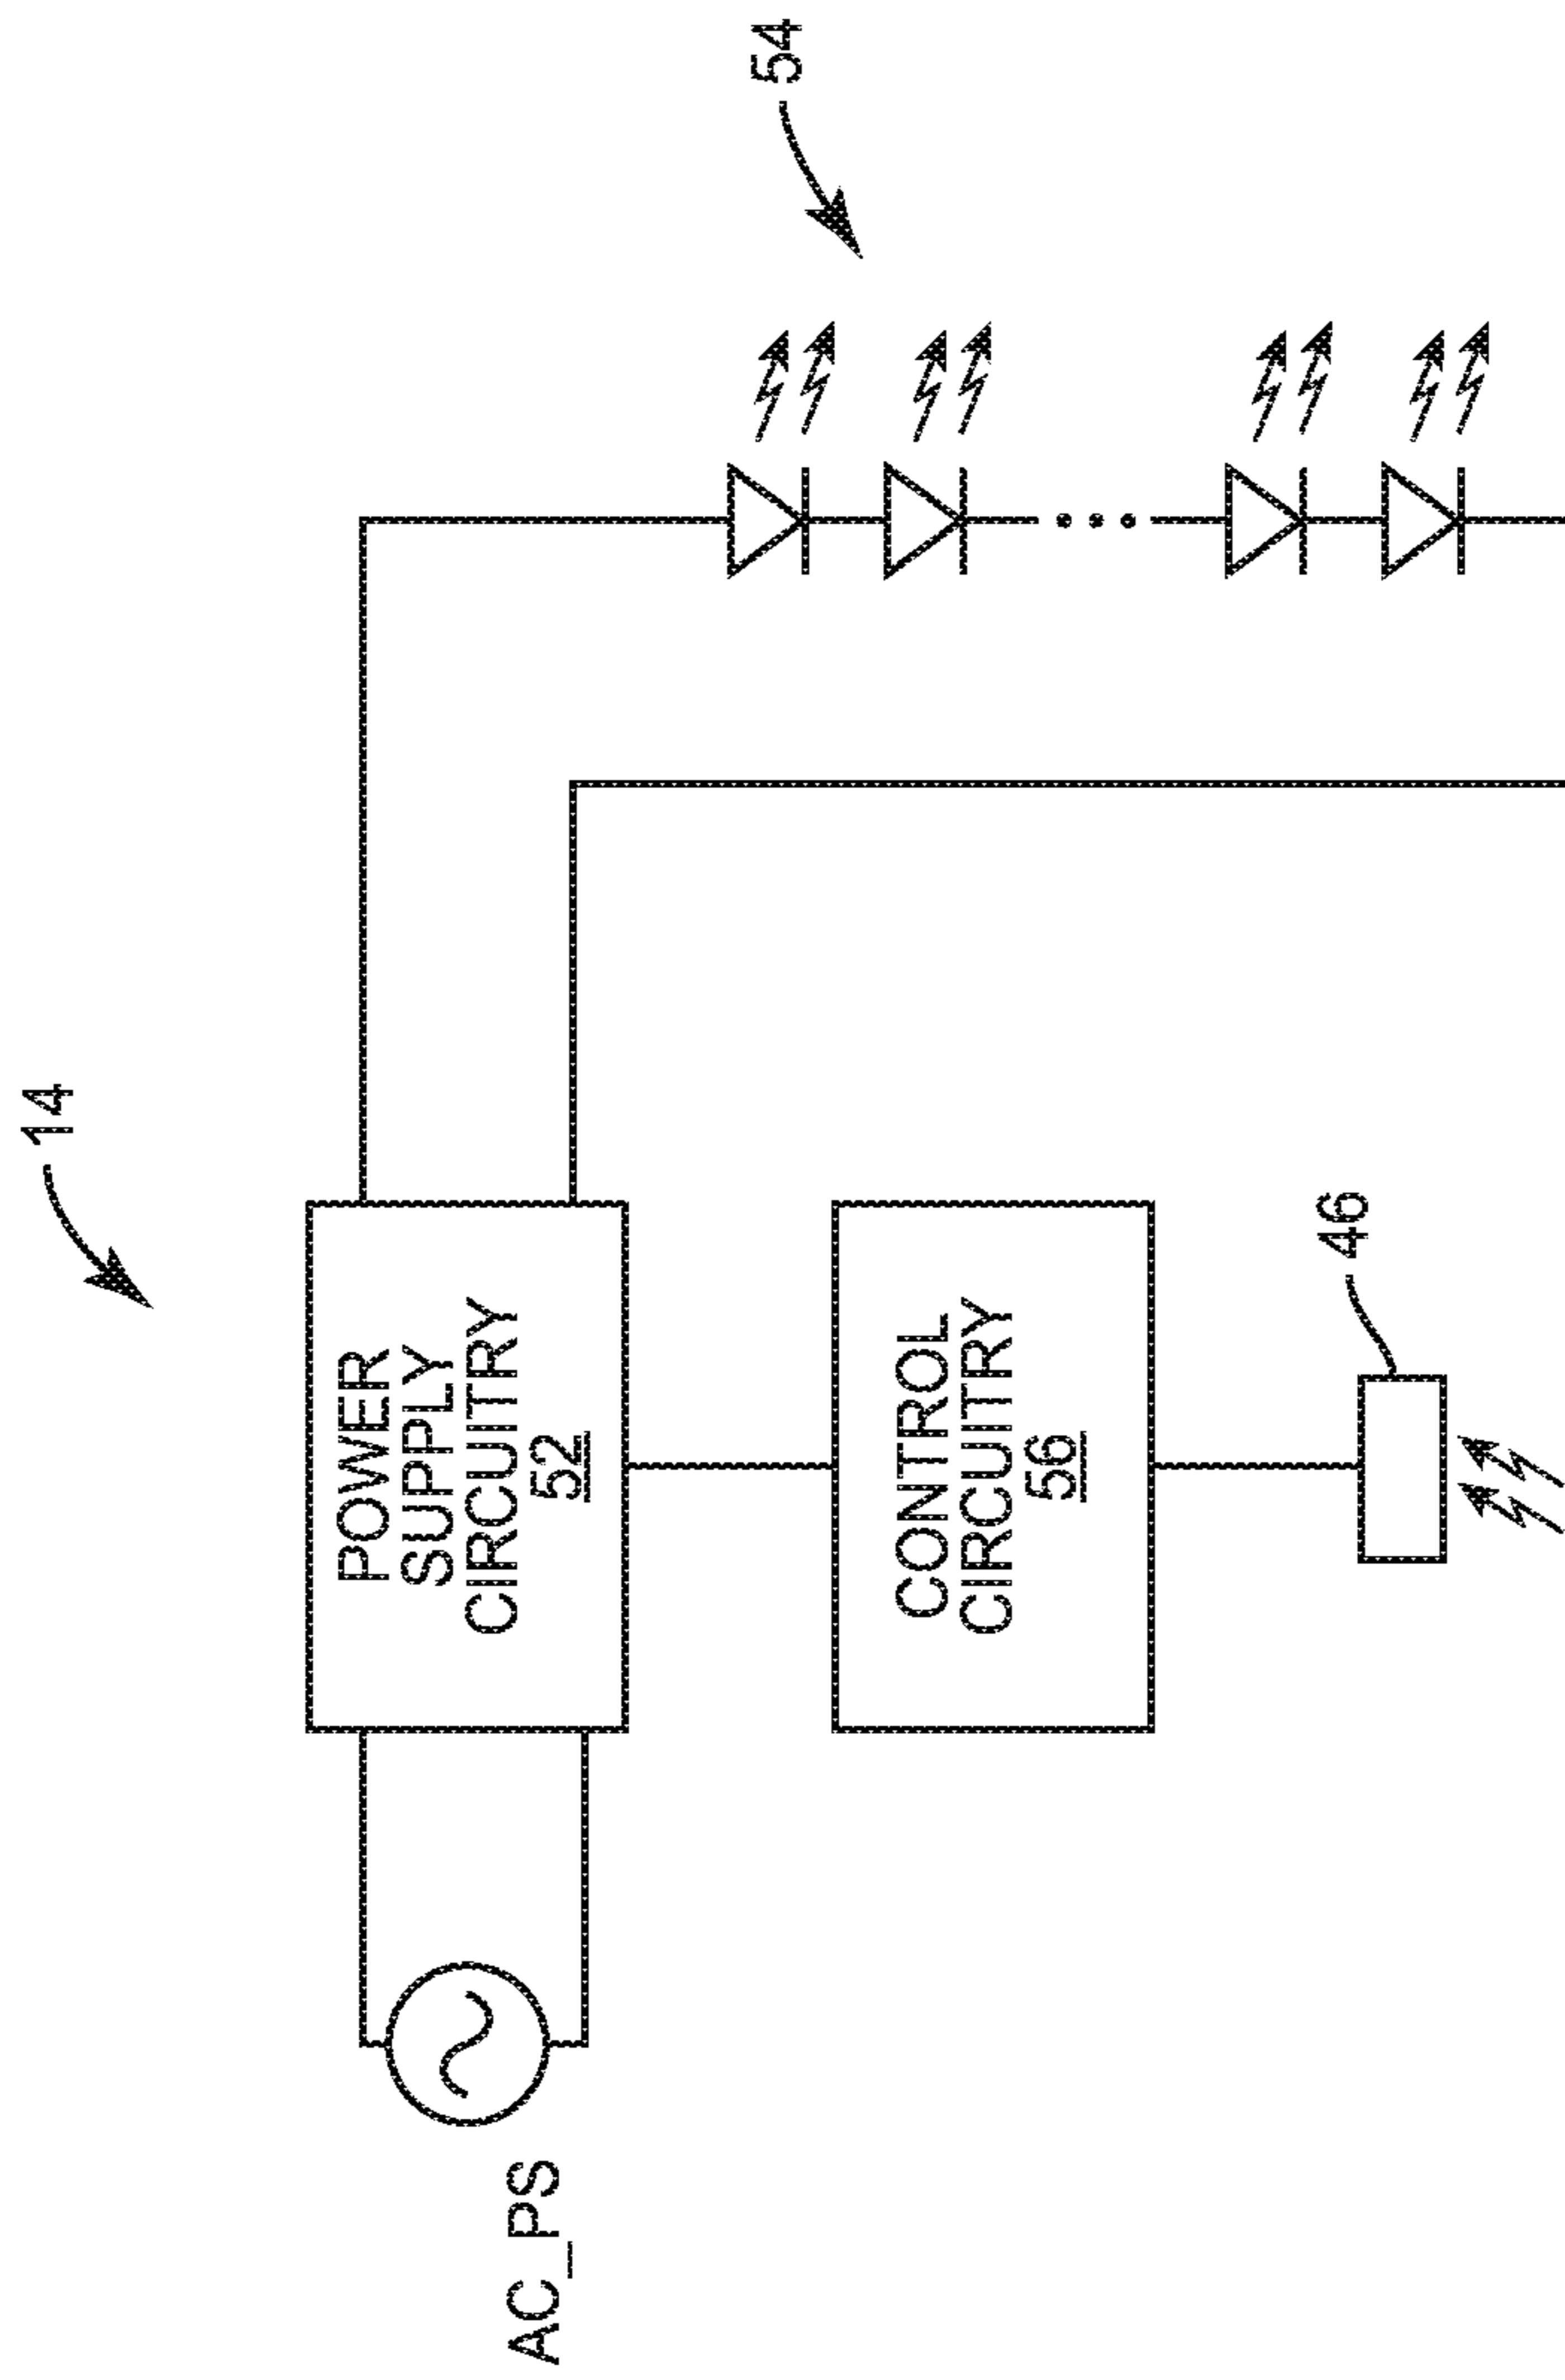 14
54
POWER
SUPPLY
CIRCUITRY
52
AC_PS
CONTROL
CIRCUITRY
56
46